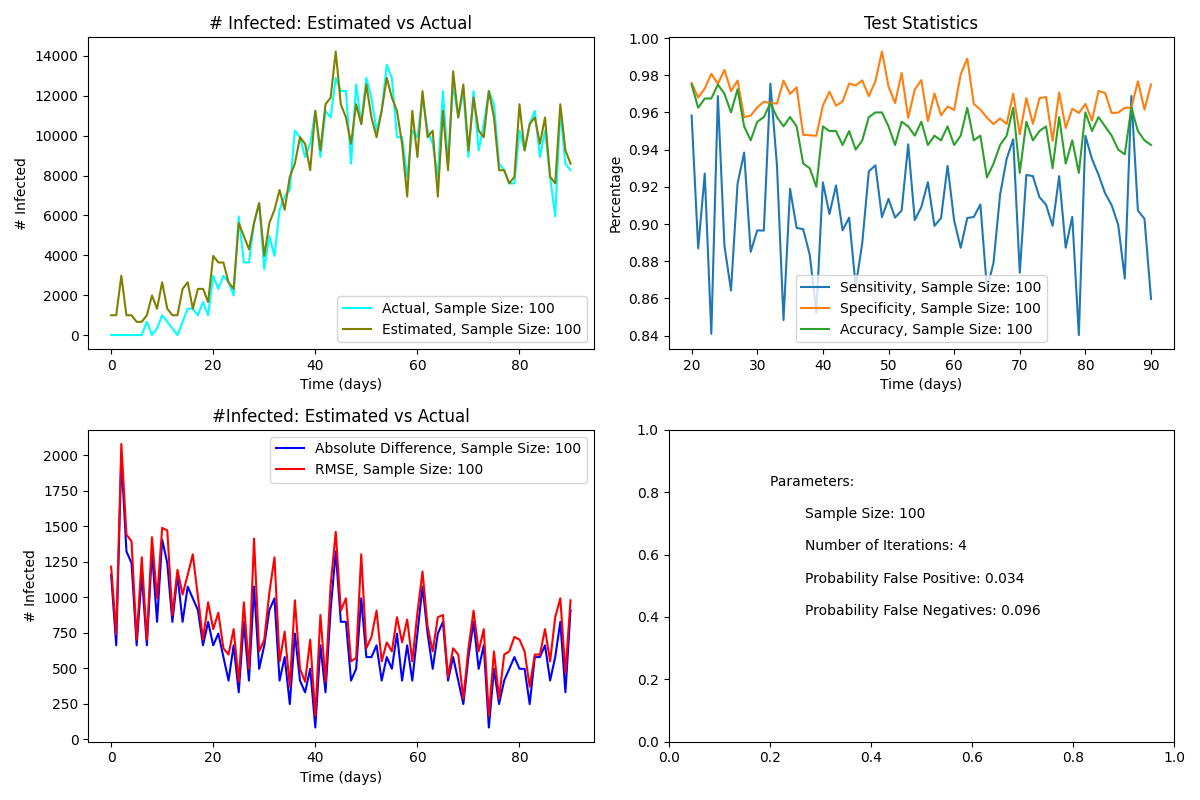 # Infected: Estimated vs Actual
# Infected
14000
12000
10000
8000
6000
4000
2000
0
Actual, Sample Size: 100
Estimated, Sample Size: 100
0 20 40 60 80
Time (days)
Test Statistics
Percentage
1.00
0.98
0.96
0.94
0.92
0.90
0.88
0.86
0.84
Sensitivity, Sample Size: 100
Specificity, Sample Size: 100
Accuracy, Sample Size: 100
20 30 40 50 60 70 80 90
Time (days)
#Infected: Estimated vs Actual
# Infected
2000
1750
1500
1250
1000
750
500
250
0
Absolute Difference, Sample Size: 100
RMSE, Sample Size: 100
0 20 40 60 80
Time (days)
1.0
0.8
0.6
0.4
0.2
0.0
Parameters:
Sample Size: 100
Number of Iterations: 4
Probability False Positive: 0.034
Probability False Negatives: 0.096
0.0 0.2 0.4 0.6 0.8 1.0